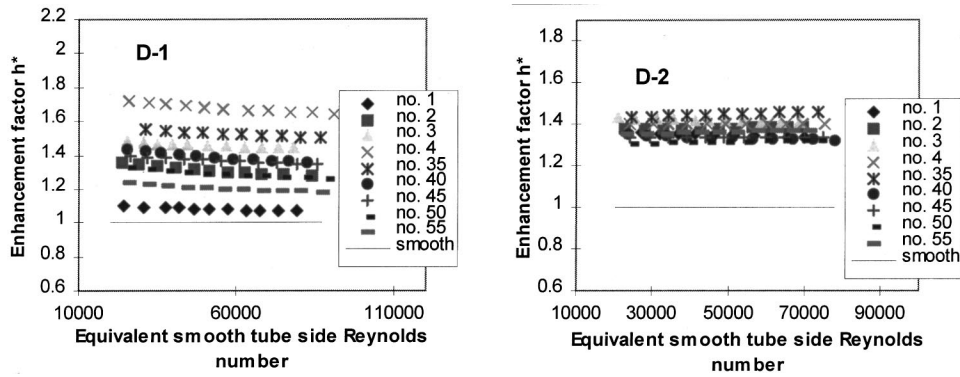 Enhancement factor h*
2.2
2
1.8
1.6
1.4
1.2
1
0.8
0.6
D-1
no. 1
no. 2
no. 3
no. 4
no. 35
no. 40
no. 45
no. 50
no. 55
smooth
10000 60000 110000
Equivalent smooth tube side Reynolds
number
Enhancement factor h*
1.8
1.6
1.4
1.2
1
0.8
0.6
D-2
no. 1
no. 2
no. 3
no. 4
no. 35
no. 40
no. 45
no. 50
no. 55
smooth
10000 30000 50000 70000 90000
Equivalent smooth tube side Reynolds
number